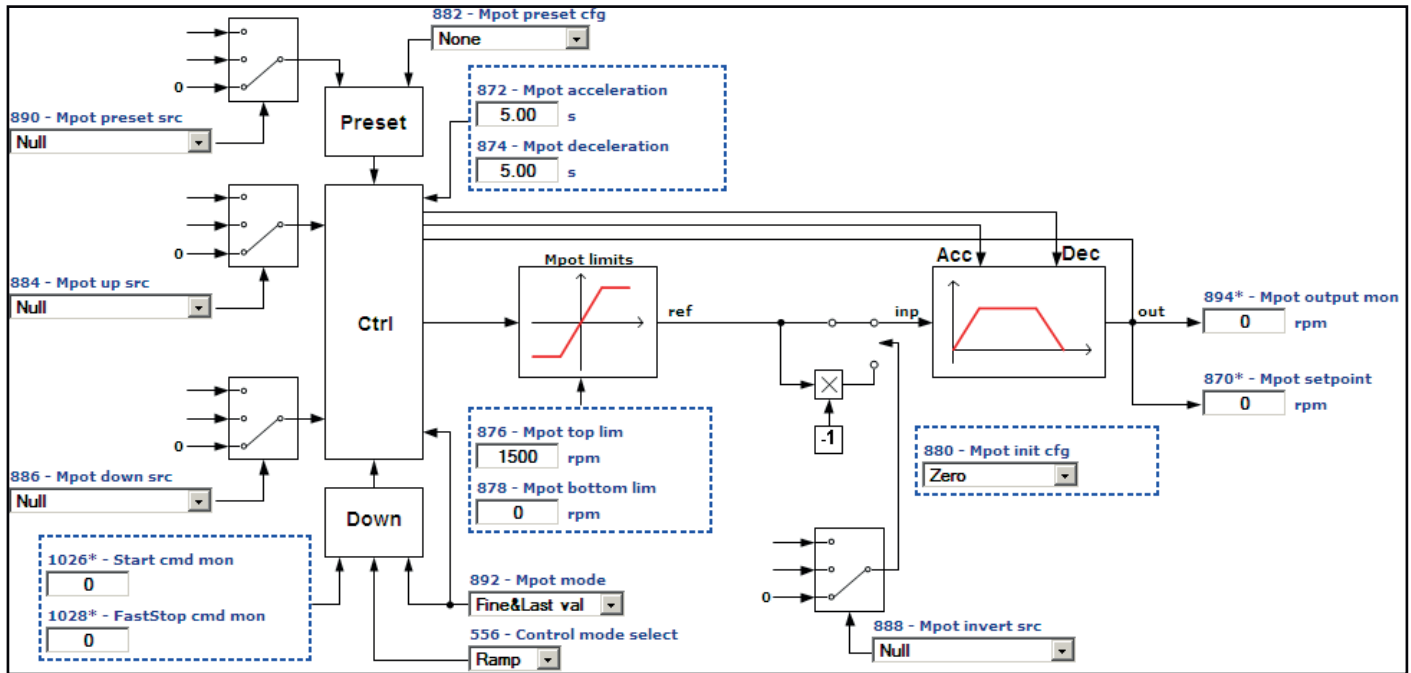 882 - Mpot preset cfg
None
0
890 - Mpot preset src
Null
Preset
872 - Mpot acceleration
5.00 s
874 - Mpot deceleration
5.00 s
0
884 - Mpot up src
Null
Ctrl
Mpot limits
ref
inp
Acc
Dec
out
894* - Mpot output mon
0 rpm
870* - Mpot setpoint
0 rpm
-1
876 - Mpot top lim
1500 rpm
878 - Mpot bottom lim
0 rpm
880 - Mpot init cfg
Zero
0
886 - Mpot down src
Null
Down
1026* - Start cmd mon
0
1028* - FastStop cmd mon
0
892 - Mpot mode
Fine&Last val
556 - Control mode select
Ramp
0
888 - Mpot invert src
Null